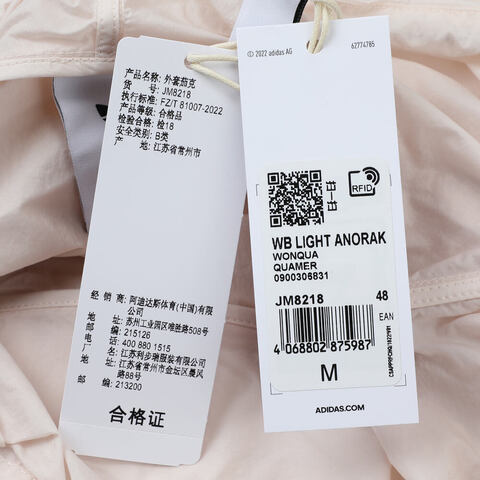 产品名称: 外套茄克
货 号: JM8218
执行标准: FZ/T 81007-2022
产品等级: 合格品
检验合格: 检18
安全类别: B类
产 地: 江苏省常州市
经 销 商: 阿迪达斯体育(中国)有限
公司
地 址: 苏州工业园区唯胜路508号
邮 编: 215126
电 话: 400 880 1515
名 称: 江苏利步瑞服装有限公司
地 址: 江苏省常州市金坛区晨风
路88号
邮 编: 213200
合格证
© 2022 adidas AG
62774785
RFID
WB LIGHT ANORAK
WONQUA
QUAMER
0900306831
JM8218 48
EAN
4 068802 875987
M
ADIDAS.COM